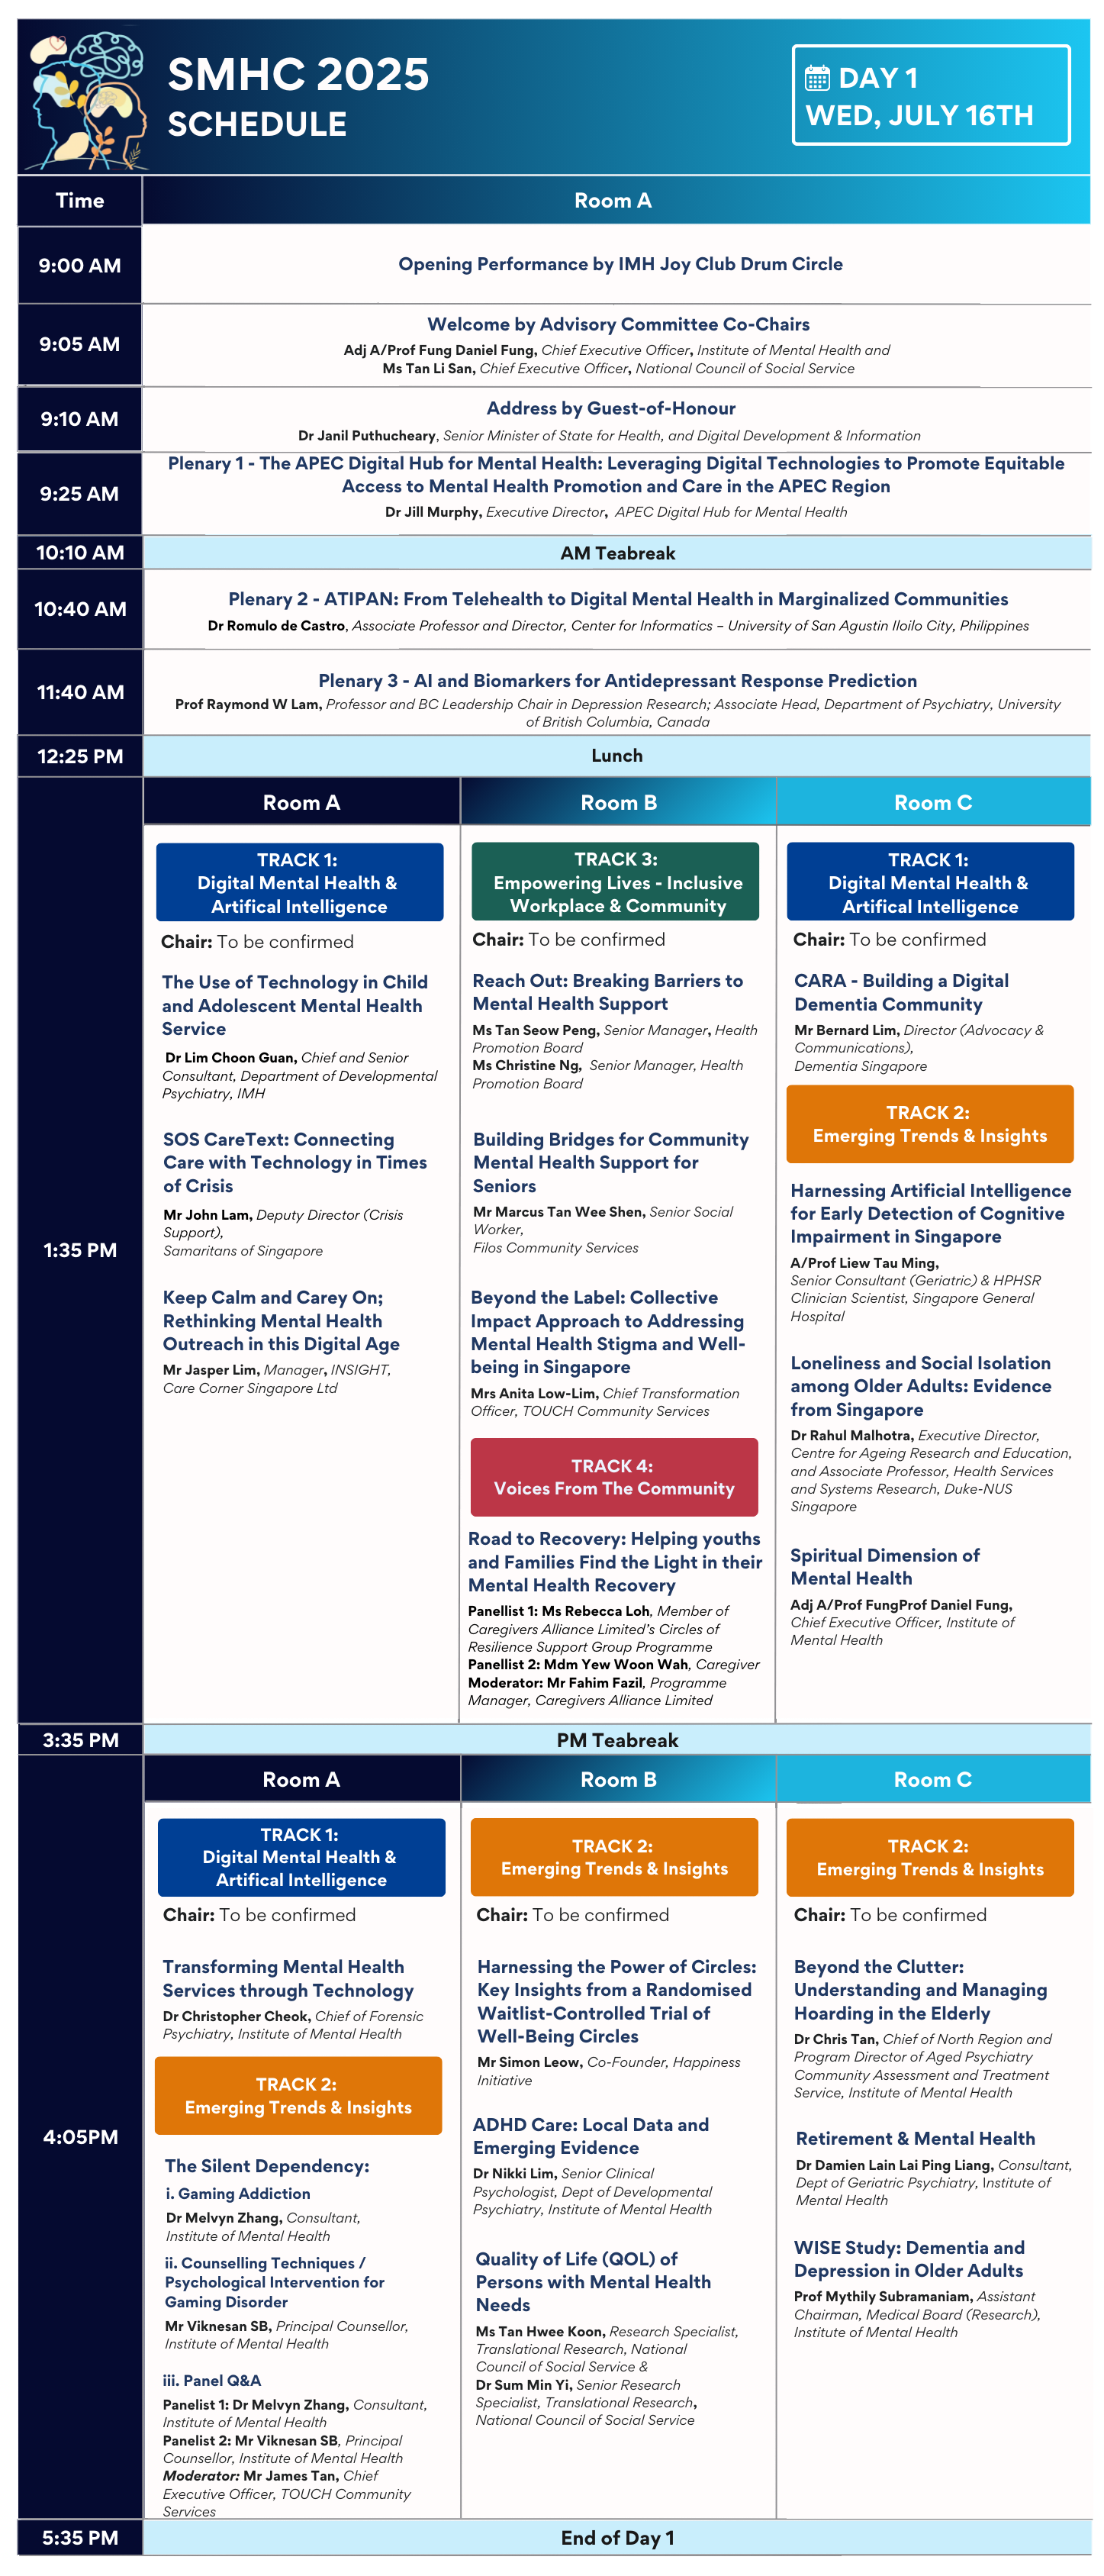 SMHC 2025
SCHEDULE
DAY 1
WED, JULY 16TH
Time
Room A
9:00 AM
Opening Performance by IMH Joy Club Drum Circle
9:05 AM
Welcome by Advisory Committee Co-Chairs
Adj A/Prof Fung Daniel Fung, Chief Executive Officer, Institute of Mental Health and
Ms Tan Li San, Chief Executive Officer, National Council of Social Service
9:10 AM
Address by Guest-of-Honour
Dr Janil Puthucheary, Senior Minister of State for Health, and Digital Development & Information
9:25 AM
Plenary 1 - The APEC Digital Hub for Mental Health: Leveraging Digital Technologies to Promote Equitable
Access to Mental Health Promotion and Care in the APEC Region
Dr Jill Murphy, Executive Director, APEC Digital Hub for Mental Health
10:10 AM
AM Teabreak
10:40 AM
Plenary 2 - ATIPAN: From Telehealth to Digital Mental Health in Marginalized Communities
Dr Romulo de Castro, Associate Professor and Director, Center for Informatics – University of San Agustin Iloilo City, Philippines
11:40 AM
Plenary 3 - AI and Biomarkers for Antidepressant Response Prediction
Prof Raymond W Lam, Professor and BC Leadership Chair in Depression Research; Associate Head, Department of Psychiatry, University
of British Columbia, Canada
12:25 PM
Lunch
1:35 PM
Room A
TRACK 1:
Digital Mental Health &
Artifical Intelligence
Chair: To be confirmed
The Use of Technology in Child
and Adolescent Mental Health
Service
Dr Lim Choon Guan, Chief and Senior
Consultant, Department of Developmental
Psychiatry, IMH
SOS CareText: Connecting
Care with Technology in Times
of Crisis
Mr John Lam, Deputy Director (Crisis
Support),
Samaritans of Singapore
Keep Calm and Carey On;
Rethinking Mental Health
Outreach in this Digital Age
Mr Jasper Lim, Manager, INSIGHT,
Care Corner Singapore Ltd
Room B
TRACK 3:
Empowering Lives - Inclusive
Workplace & Community
Chair: To be confirmed
Reach Out: Breaking Barriers to
Mental Health Support
Ms Tan Seow Peng, Senior Manager, Health
Promotion Board
Ms Christine Ng, Senior Manager, Health
Promotion Board
Building Bridges for Community
Mental Health Support for
Seniors
Mr Marcus Tan Wee Shen, Senior Social
Worker,
Filos Community Services
Beyond the Label: Collective
Impact Approach to Addressing
Mental Health Stigma and Well-
being in Singapore
Mrs Anita Low-Lim, Chief Transformation
Officer, TOUCH Community Services
TRACK 4:
Voices From The Community
Road to Recovery: Helping youths
and Families Find the Light in their
Mental Health Recovery
Panellist 1: Ms Rebecca Loh, Member of
Caregivers Alliance Limited's Circles of
Resilience Support Group Programme
Panellist 2: Mdm Yew Woon Wah, Caregiver
Moderator: Mr Fahim Fazil, Programme
Manager, Caregivers Alliance Limited
Room C
TRACK 1:
Digital Mental Health &
Artifical Intelligence
Chair: To be confirmed
CARA - Building a Digital
Dementia Community
Mr Bernard Lim, Director (Advocacy &
Communications),
Dementia Singapore
TRACK 2:
Emerging Trends & Insights
Harnessing Artificial Intelligence
for Early Detection of Cognitive
Impairment in Singapore
A/Prof Liew Tau Ming,
Senior Consultant (Geriatric) & HPHSR
Clinician Scientist, Singapore General
Hospital
Loneliness and Social Isolation
among Older Adults: Evidence
from Singapore
Dr Rahul Malhotra, Executive Director,
Centre for Ageing Research and Education,
and Associate Professor, Health Services
and Systems Research, Duke-NUS
Singapore
Spiritual Dimension of
Mental Health
Adj A/Prof FungProf Daniel Fung,
Chief Executive Officer, Institute of
Mental Health
3:35 PM
PM Teabreak
4:05PM
Room A
TRACK 1:
Digital Mental Health &
Artifical Intelligence
Chair: To be confirmed
Transforming Mental Health
Services through Technology
Dr Christopher Cheok, Chief of Forensic
Psychiatry, Institute of Mental Health
TRACK 2:
Emerging Trends & Insights
The Silent Dependency:
i. Gaming Addiction
Dr Melvyn Zhang, Consultant,
Institute of Mental Health
ii. Counselling Techniques /
Psychological Intervention for
Gaming Disorder
Mr Viknesan SB, Principal Counsellor,
Institute of Mental Health
iii. Panel Q&A
Panelist 1: Dr Melvyn Zhang, Consultant,
Institute of Mental Health
Panelist 2: Mr Viknesan SB, Principal
Counsellor, Institute of Mental Health
Moderator: Mr James Tan, Chief
Executive Officer, TOUCH Community
Services
Room B
TRACK 2:
Emerging Trends & Insights
Chair: To be confirmed
Harnessing the Power of Circles:
Key Insights from a Randomised
Waitlist-Controlled Trial of
Well-Being Circles
Mr Simon Leow, Co-Founder, Happiness
Initiative
ADHD Care: Local Data and
Emerging Evidence
Dr Nikki Lim, Senior Clinical
Psychologist, Dept of Developmental
Psychiatry, Institute of Mental Health
Quality of Life (QOL) of
Persons with Mental Health
Needs
Ms Tan Hwee Koon, Research Specialist,
Translational Research, National
Council of Social Service &
Dr Sum Min Yi, Senior Research
Specialist, Translational Research,
National Council of Social Service
Room C
TRACK 2:
Emerging Trends & Insights
Chair: To be confirmed
Beyond the Clutter:
Understanding and Managing
Hoarding in the Elderly
Dr Chris Tan, Chief of North Region and
Program Director of Aged Psychiatry
Community Assessment and Treatment
Service, Institute of Mental Health
Retirement & Mental Health
Dr Damien Lain Lai Ping Liang, Consultant,
Dept of Geriatric Psychiatry, Institute of
Mental Health
WISE Study: Dementia and
Depression in Older Adults
Prof Mythily Subramaniam, Assistant
Chairman, Medical Board (Research),
Institute of Mental Health
5:35 PM
End of Day 1